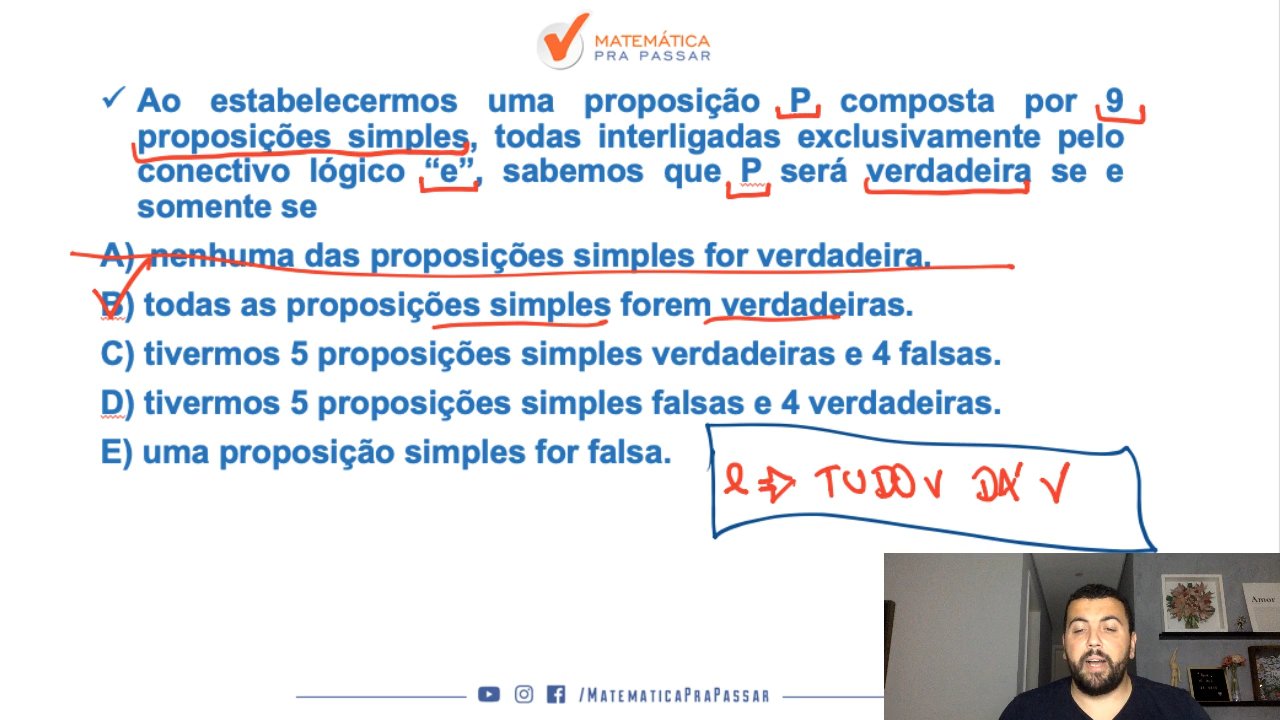 MATEMÁTICA
PRA PASSAR
✓ Ao estabelecermos uma proposição P composta por 9
proposições simples, todas interligadas exclusivamente pelo
conectivo lógico “e”, sabemos que P será verdadeira se e
somente se
A) nenhuma das proposições simples for verdadeira.
B) todas as proposições simples forem verdadeiras.
C) tivermos 5 proposições simples verdadeiras e 4 falsas.
D) tivermos 5 proposições simples falsas e 4 verdadeiras.
E) uma proposição simples for falsa.
e ⇒ TUDO V DÁ V
Amor
/MATEMATICAPRAPASSAR